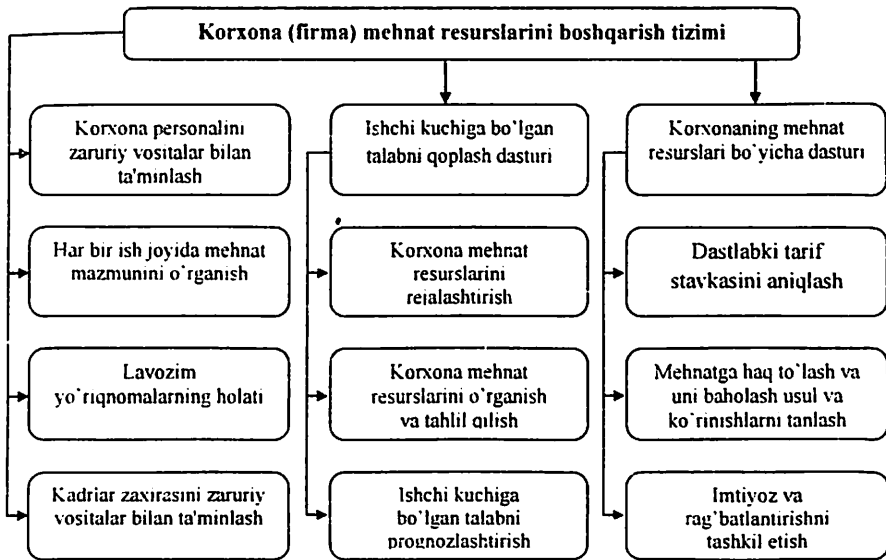 Korxona (firma) mehnat resurslarini boshqarish tizimi
Korxona personalini
zaruriy vositalar bilan
ta'minlash
Ishchi kuchiga bo`lgan
talabni qoplash dasturi
Korxonaning mehnat
resurslari bo`yicha dasturi
Har bir ish joyida mehnat
mazmunini o`rganish
Korxona mehnat
resurslarini
rejalashtirish
Dastlabki tarif
stavkasini aniqlash
Lavozim
yo`riqnomalarning holati
Korxona mehnat
resurslarini o`rganish
va tahlil qilish
Mehnatga haq to`lash va
uni baholash usul va
ko`rinishlarni tanlash
Kadrlar zaxirasini zaruriy
vositalar bilan ta'minlash
Ishchi kuchiga
bo`lgan talabni
prognozlashtirish
Imtiyoz va
rag`batlantirishni
tashkil etish